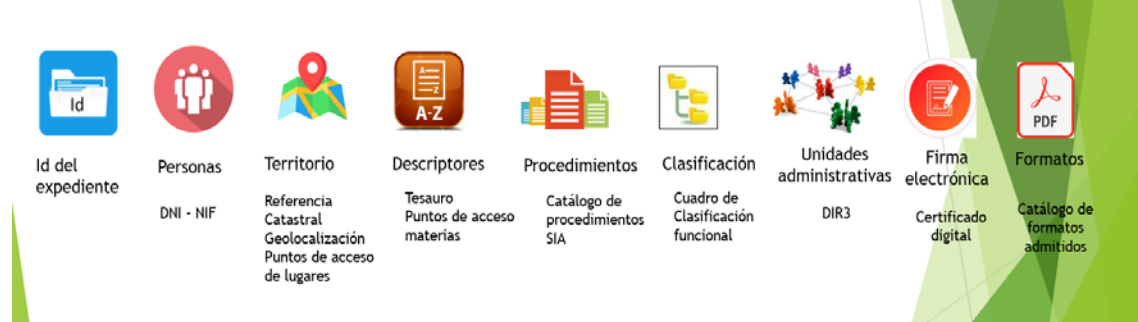 Id
Id del
expediente
Personas
DNI - NIF
Territorio
Referencia
Catastral
Geolocalización
Puntos de acceso
de lugares
A
Z
A-Z
Descriptores
Tesauro
Puntos de acceso
materias
Procedimientos
Catálogo de
procedimientos
SIA
Clasificación
Cuadro de
Clasificación
funcional
Unidades
administrativas
DIR3
Firma
electrónica
Certificado
digital
PDF
Formatos
Catálogo de
formatos
admitidos